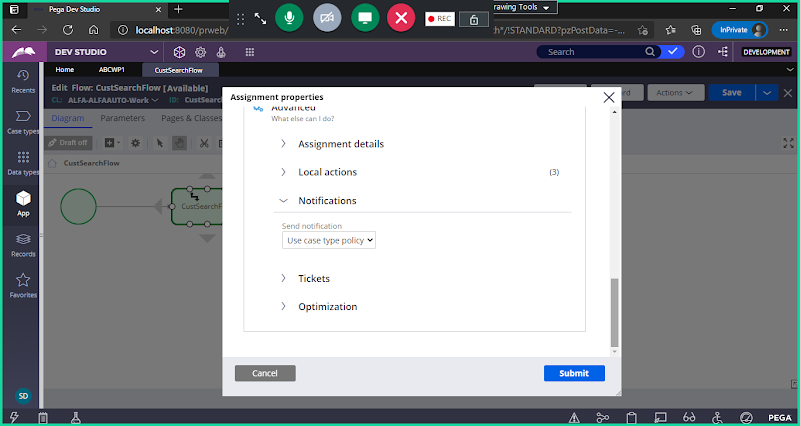 Pega Dev Studio
localhost:8080/prweb/
REC
rawing Tools
th*/!STANDARD?pzPostData=-...
InPrivate
DEV STUDIO
Search
DEVELOPMENT
Home
ABCWP1
CustSearchFlow
Recents
Case types
Data types
App
Records
Favorites
SD
Edit Flow: CustSearchFlow [Available]
CL: ALFA-ALFAAUTO-Work
ID: CustSearc
Actions
Save
Diagram
Parameters
Pages & Classes
Draft off
CustSearchFlow
CustSearchF
Assignment properties
Advanced
What else can I do?
Assignment details
Local actions
(3)
Notifications
Send notification
Use case type policy
Tickets
Optimization
Cancel
Submit
PEGA